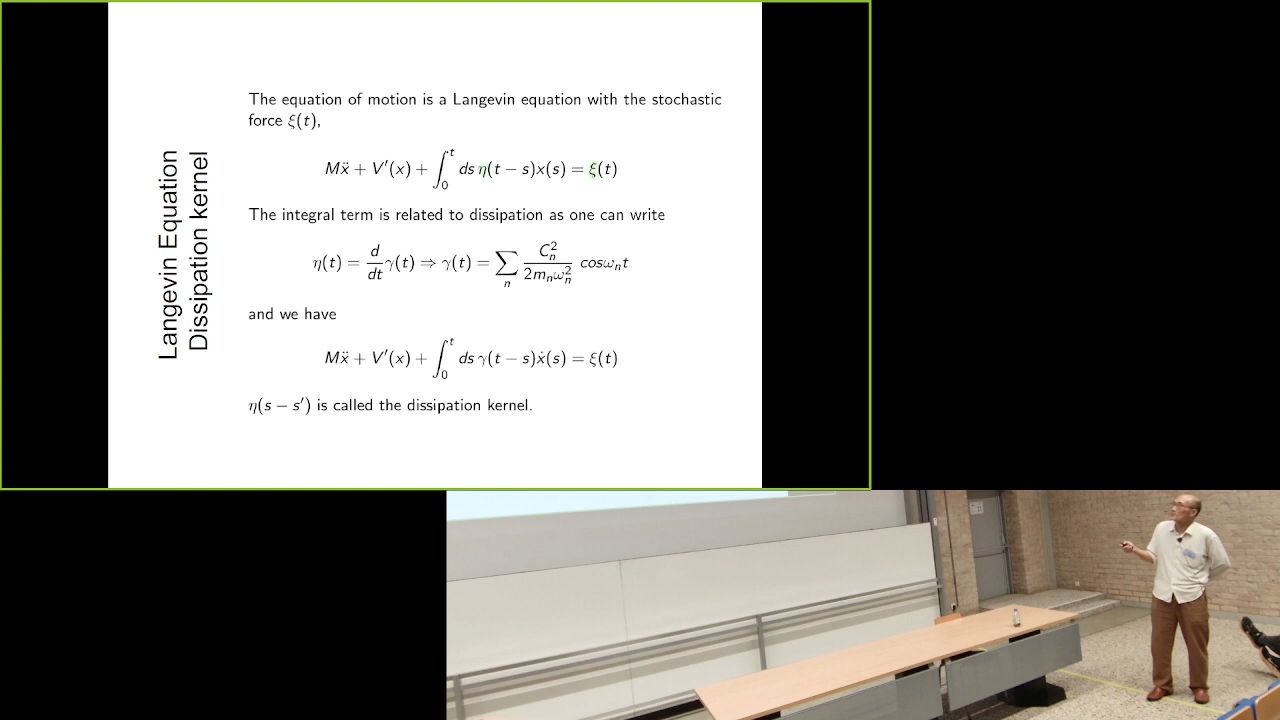 Langevin Equation
Dissipation kernel
The equation of motion is a Langevin equation with the stochastic
force ξ(t),
Mẍ + V′(x) + ∫₀ᵗ ds η(t − s)x(s) = ξ(t)
The integral term is related to dissipation as one can write
η(t) = d/dt γ(t) ⇒ γ(t) = ∑ₙ Cₙ²/2mₙωₙ² cosωₙt
and we have
Mẍ + V′(x) + ∫₀ᵗ ds γ(t − s)ẋ(s) = ξ(t)
η(s − s′) is called the dissipation kernel.